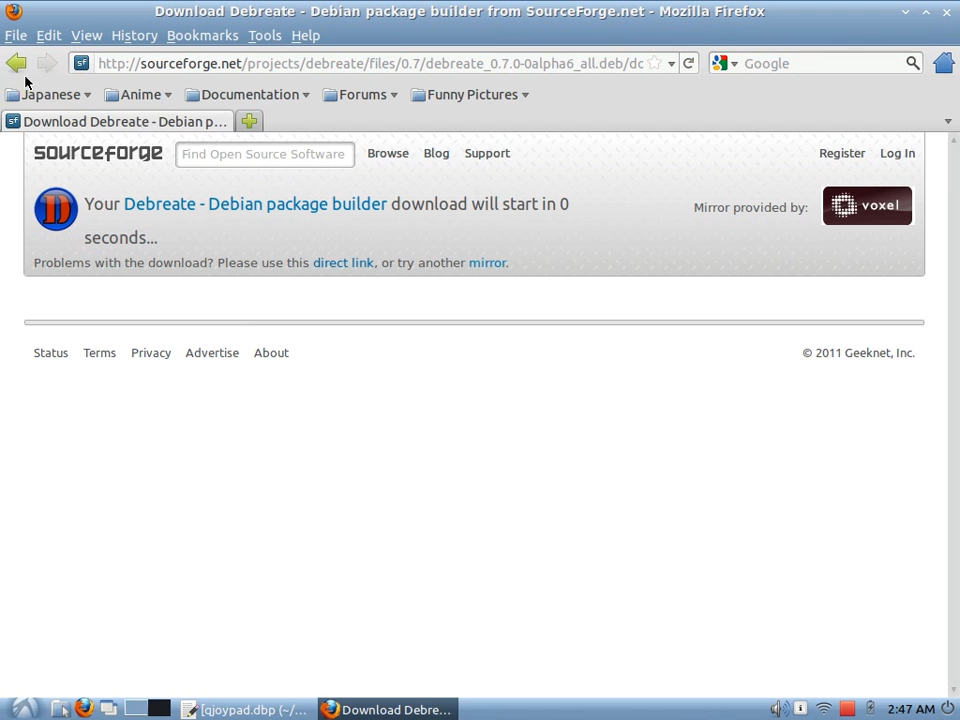 Download Debreate - Debian package builder from SourceForge.net - Mozilla Firefox
File Edit View History Bookmarks Tools Help
sf http://sourceforge.net/projects/debreate/files/0.7/debreate_0.7.0-0alpha6_all.deb/dc Google
Japanese Anime Documentation Forums Funny Pictures
sf Download Debreate - Debian p...
sourceforge Find Open Source Software Browse Blog Support Register Log In
Your Debreate - Debian package builder download will start in 0
seconds...
Mirror provided by: voxel
Problems with the download? Please use this direct link, or try another mirror.
Status Terms Privacy Advertise About © 2011 Geeknet, Inc.
[qjoypad.dbp (~/... Download Debre... 2:47 AM